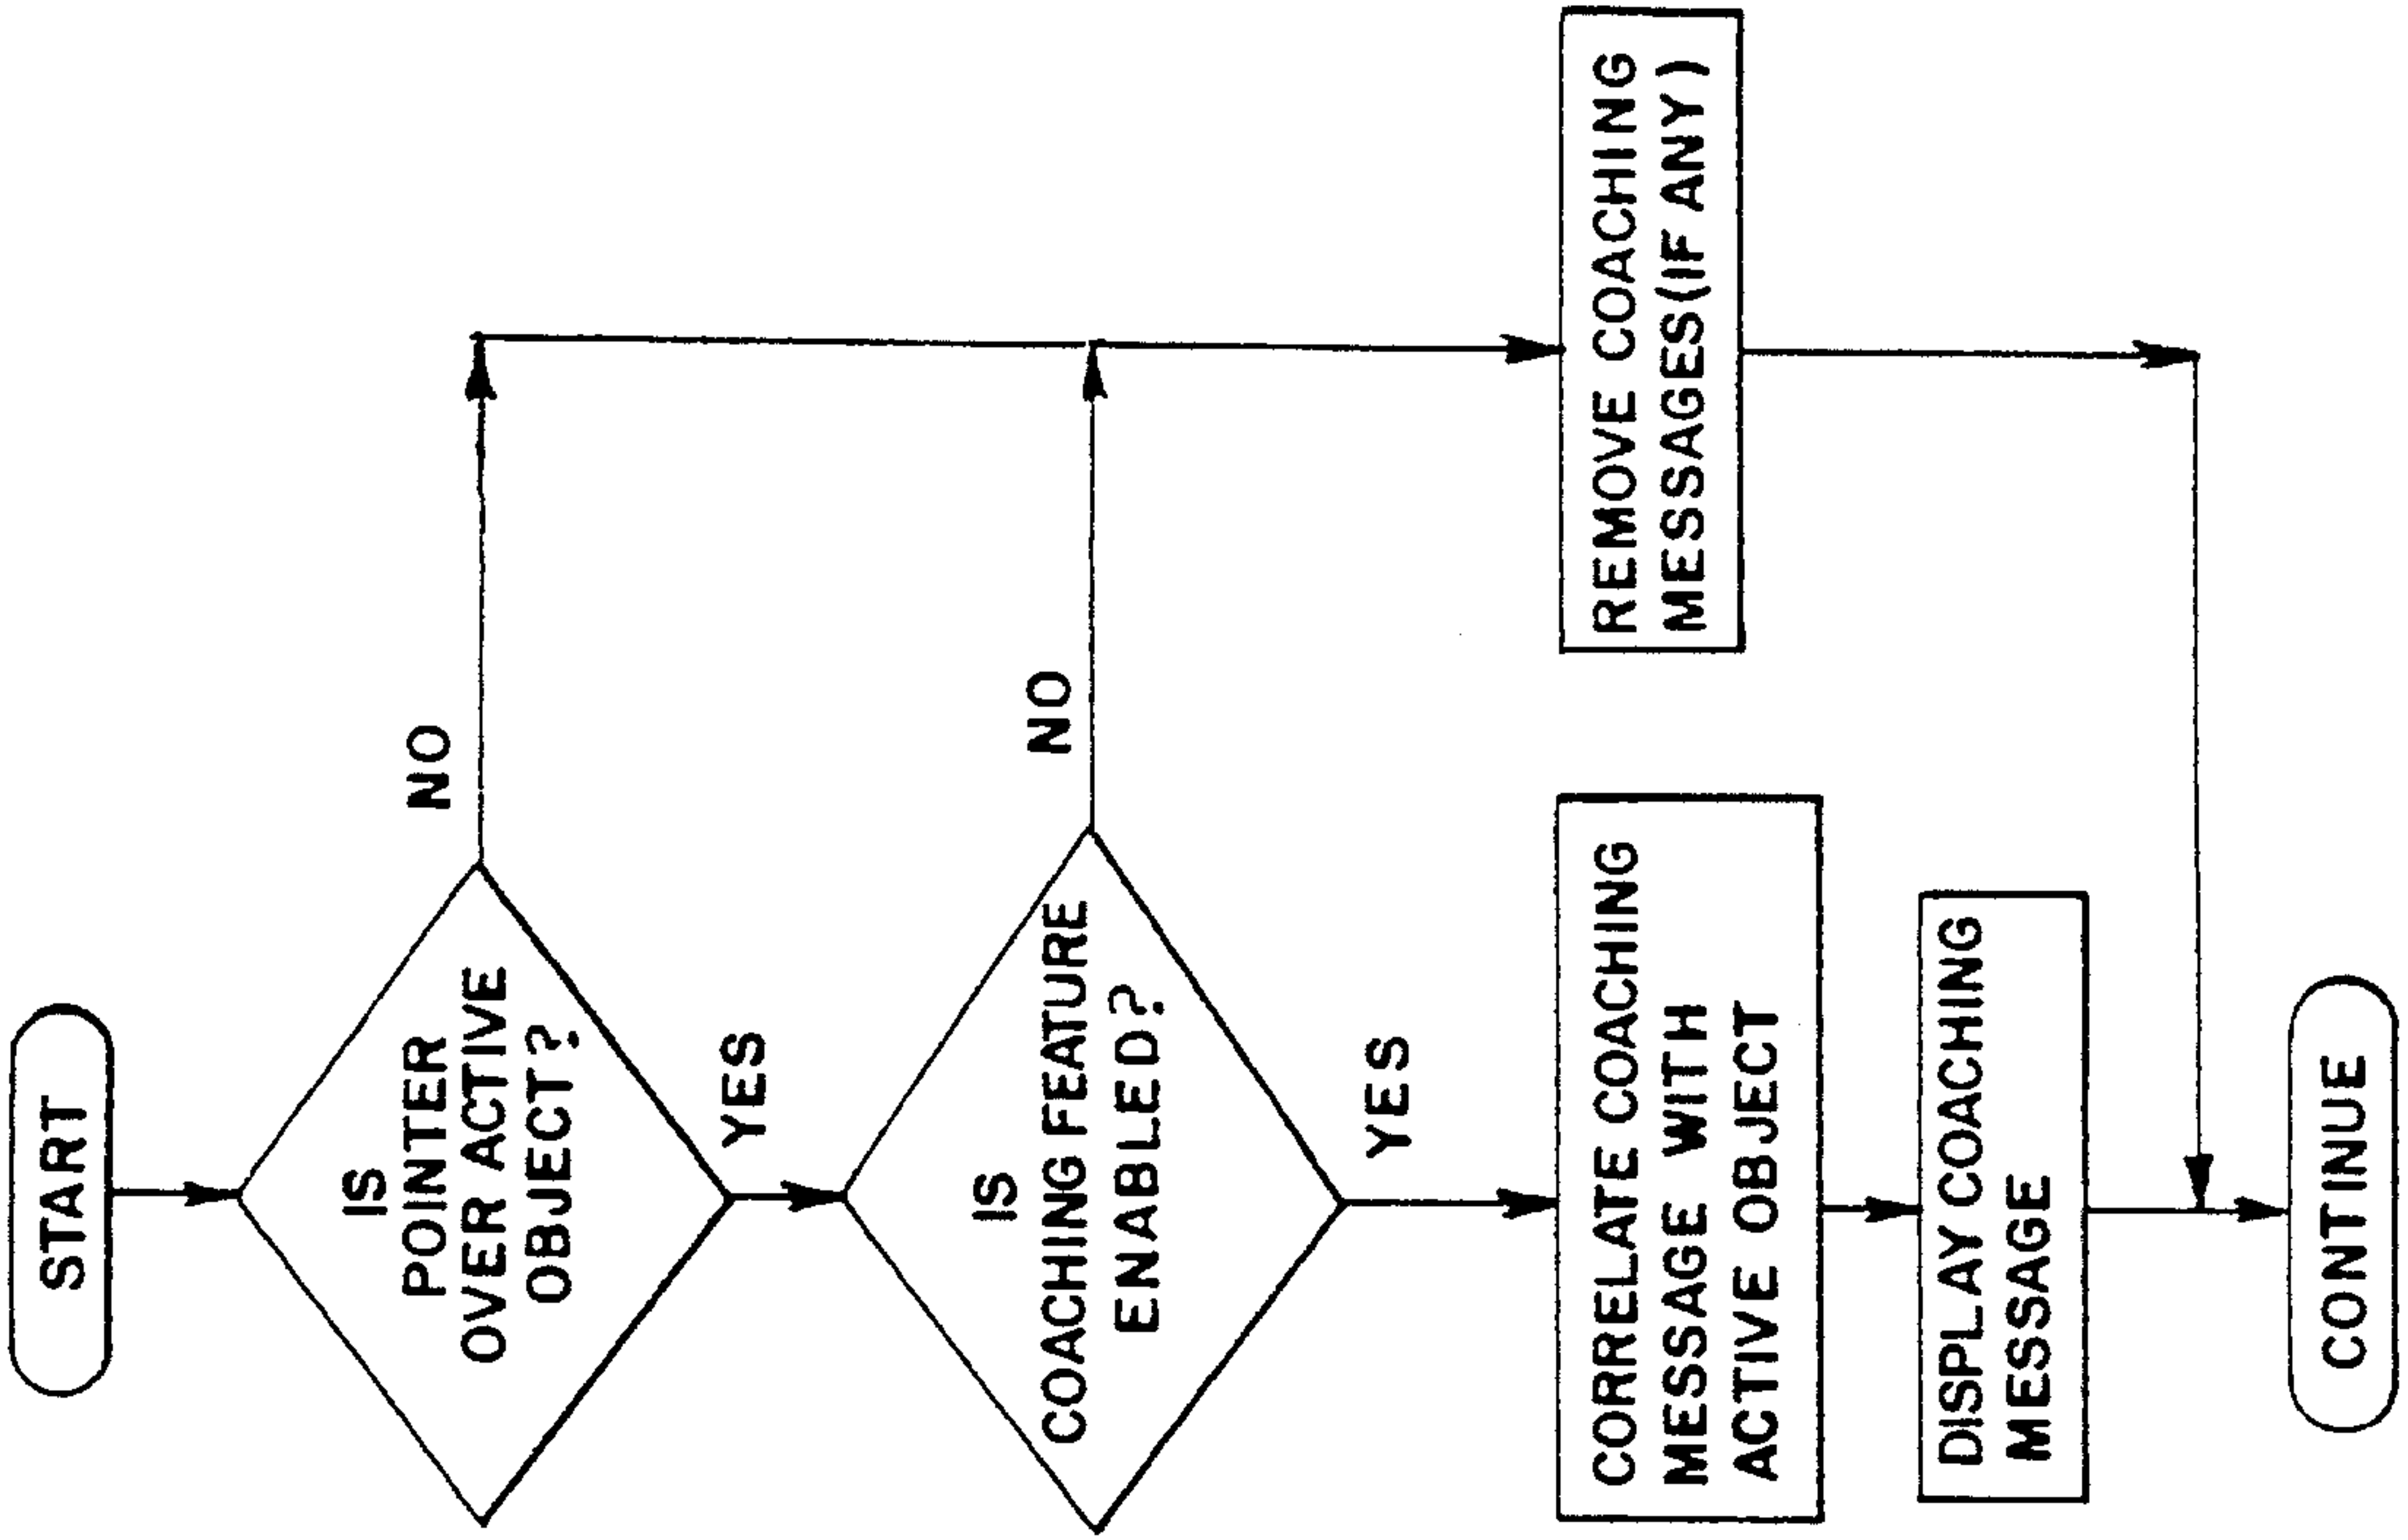 START
IS
POINTER
OVER ACTIVE
OBJECT?
NO
YES
IS
COACHING FEATURE
ENABLED?
NO
YES
CORRELATE COACHING
MESSAGE WITH
ACTIVE OBJECT
REMOVE COACHING
MESSAGES(IF ANY)
DISPLAY COACHING
MESSAGE
CONTINUE